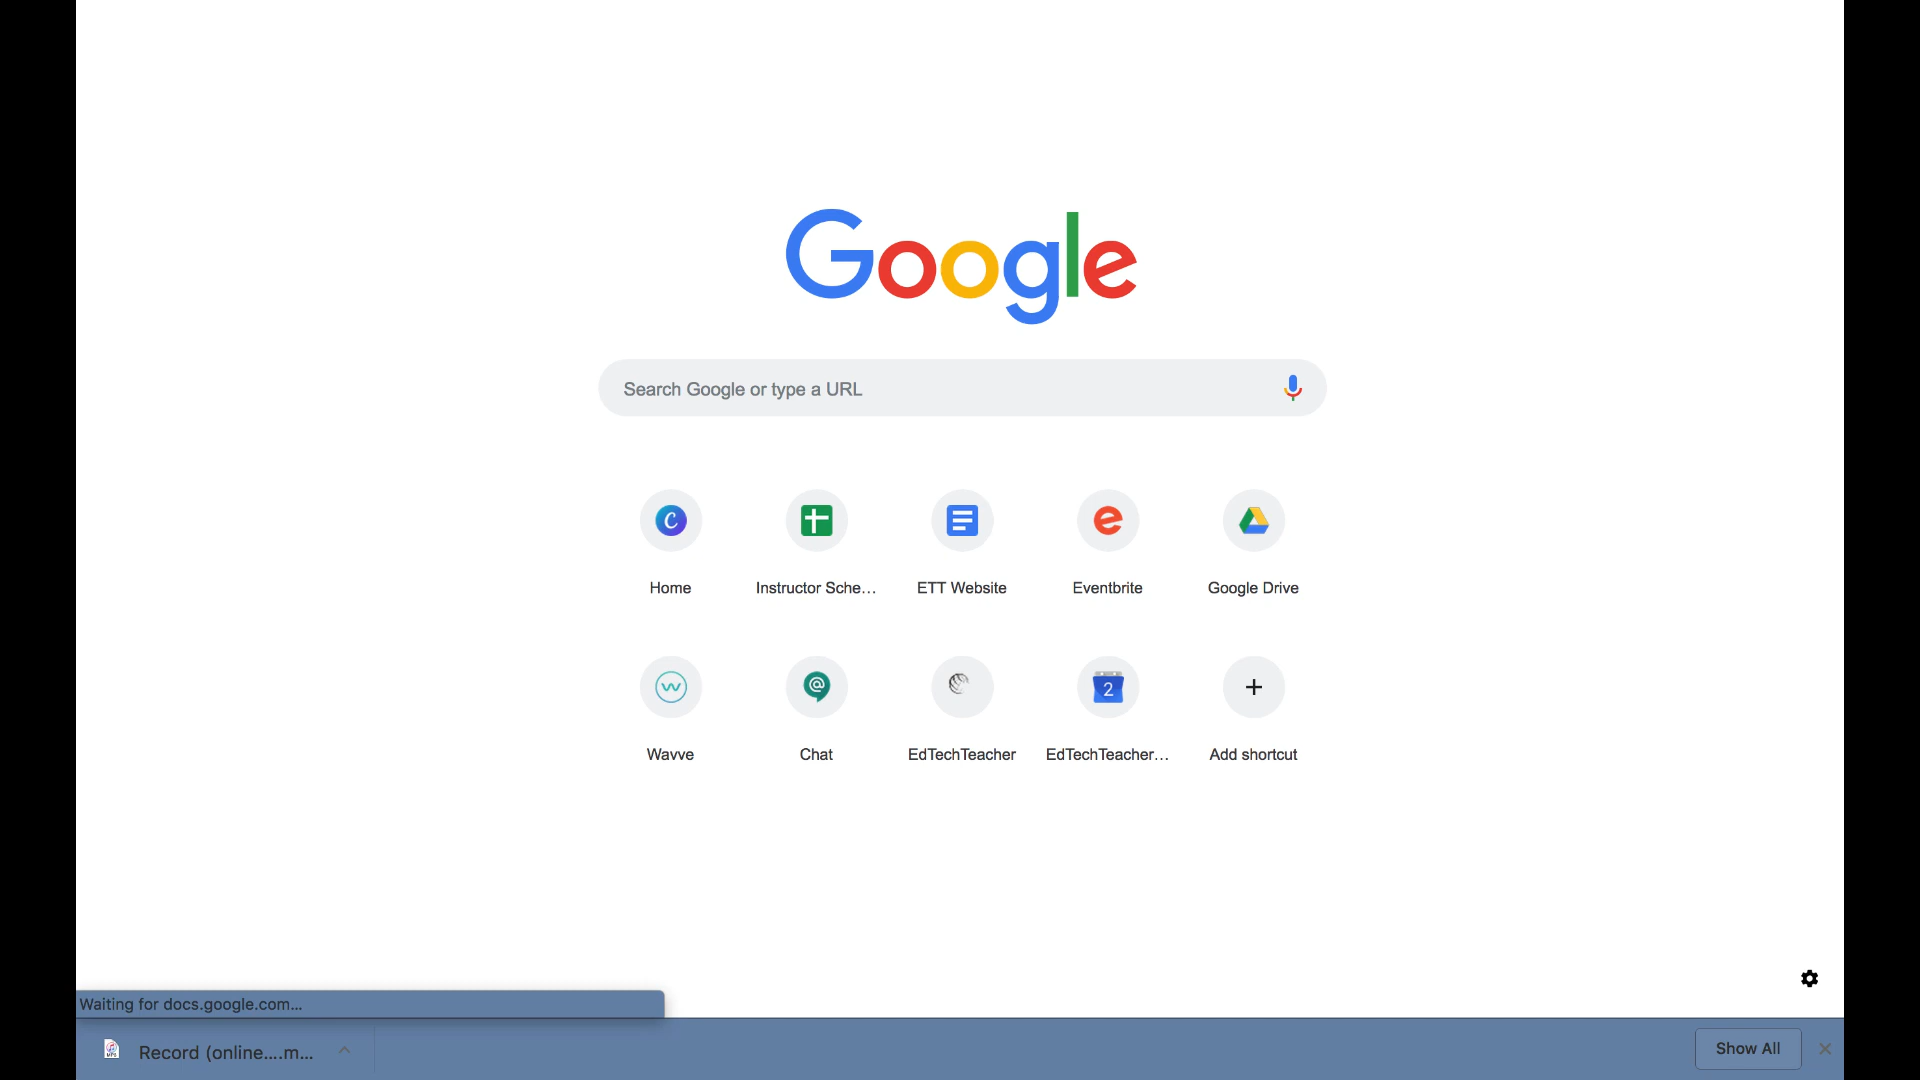 Google
Search Google or type a URL
Home
Instructor Sche...
ETT Website
Eventbrite
Google Drive
2
Wavve
Chat
EdTechTeacher
EdTechTeacher...
Add shortcut
Waiting for docs.google.com...
Record (online....m...
Show All